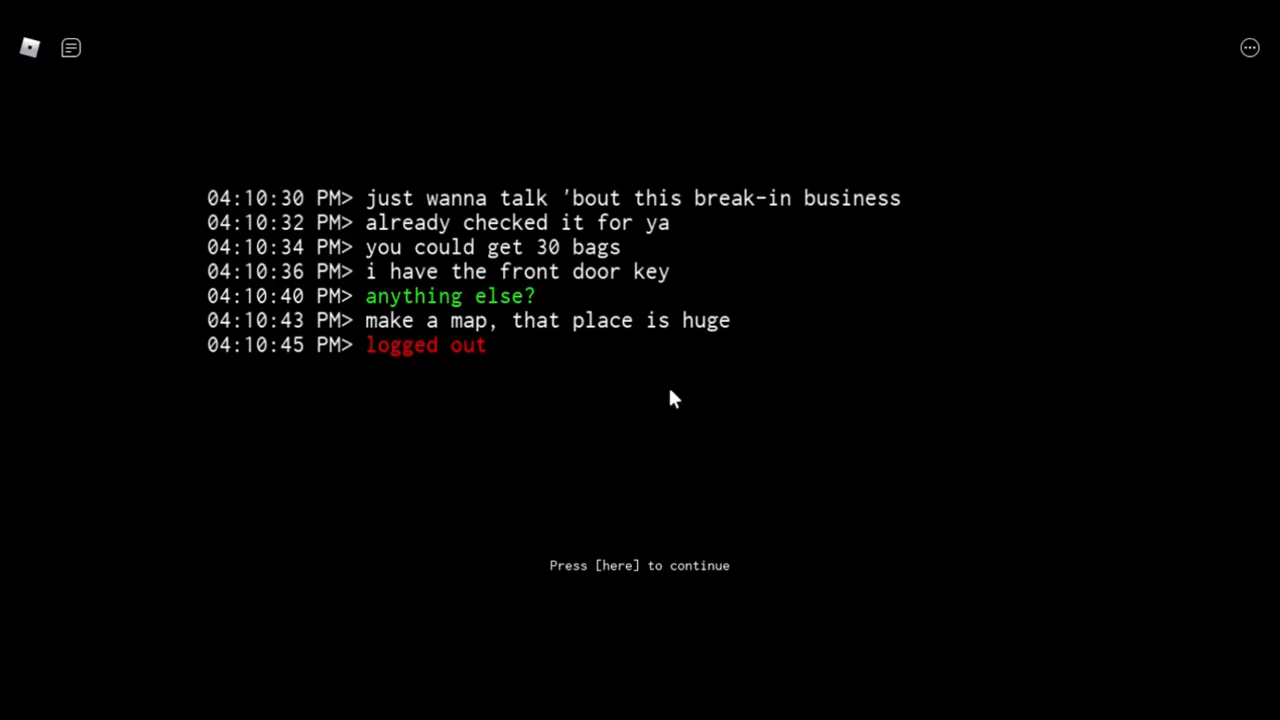 04:10:30 PM> just wanna talk 'bout this break-in business
04:10:32 PM> already checked it for ya
04:10:34 PM> you could get 30 bags
04:10:36 PM> i have the front door key
04:10:40 PM> anything else?
04:10:43 PM> make a map, that place is huge
04:10:45 PM> logged out
Press [here] to continue